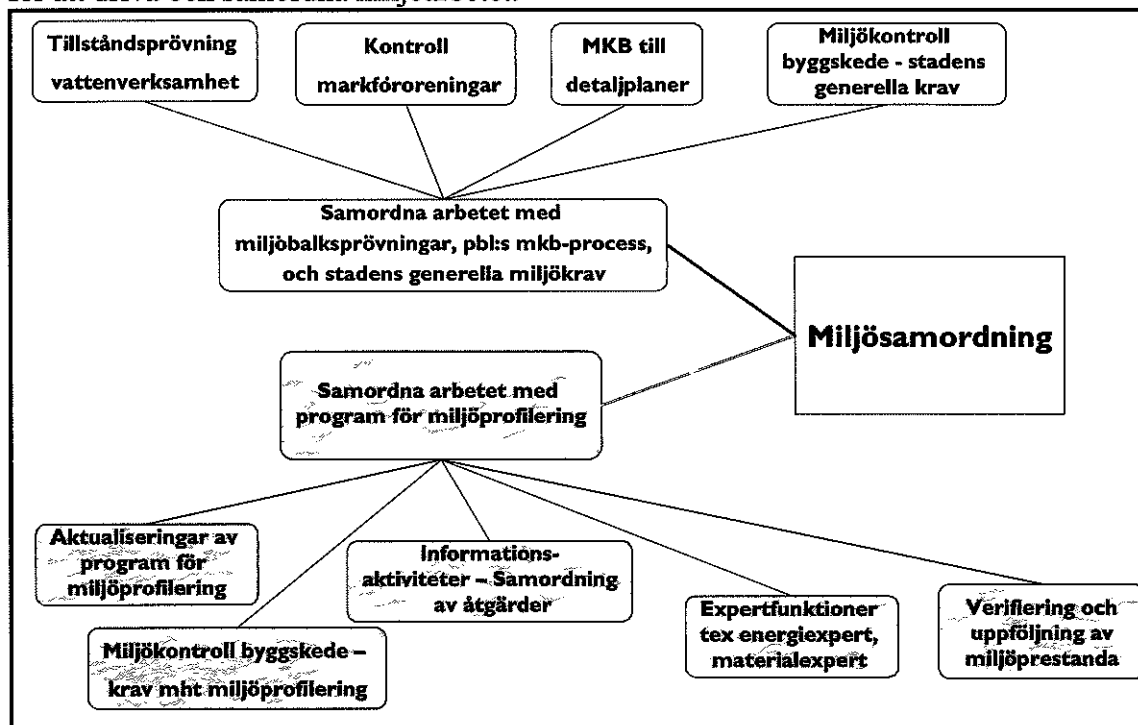 Tillståndsprövning
vattenverksamhet
Kontroll
markföroreningar
MKB till
detaljplaner
Miljökontroll
byggskede - stadens
generella krav
Samordna arbetet med
miljöbalksprövningar, pbl:s mkb-process,
och stadens generella miljökrav
Miljösamordning
Samordna arbetet med
program för miljöprofilering
Aktualiseringar av
program för
miljöprofilering
Miljökontroll byggskede –
krav mht miljöprofilering
Informations-
aktiviteter – Samordning
av åtgärder
Expertfunktioner
tex energiexpert,
materialexpert
Verifiering och
uppföljning av
miljöprestanda